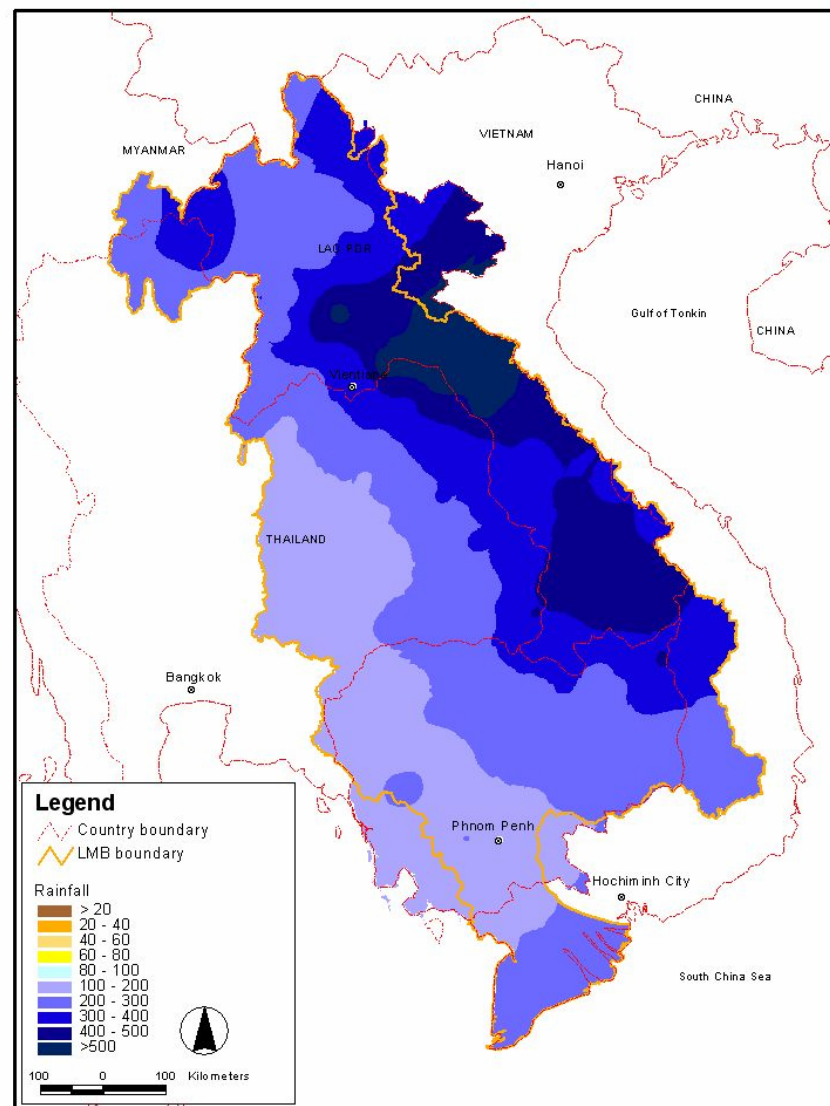 CHINA
VIETNAM
MYANMAR
Hanoi
LAO PDR
Gulf of Tonkin
CHINA
Vientiane
THAILAND
Bangkok
Legend
Country boundary
LMB boundary
Phnom Penh
Hochiminh City
Rainfall
> 20
20 - 40
40 - 60
60 - 80
80 - 100
100 - 200
200 - 300
300 - 400
400 - 500
>500
South China Sea
100 0 100 Kilometers